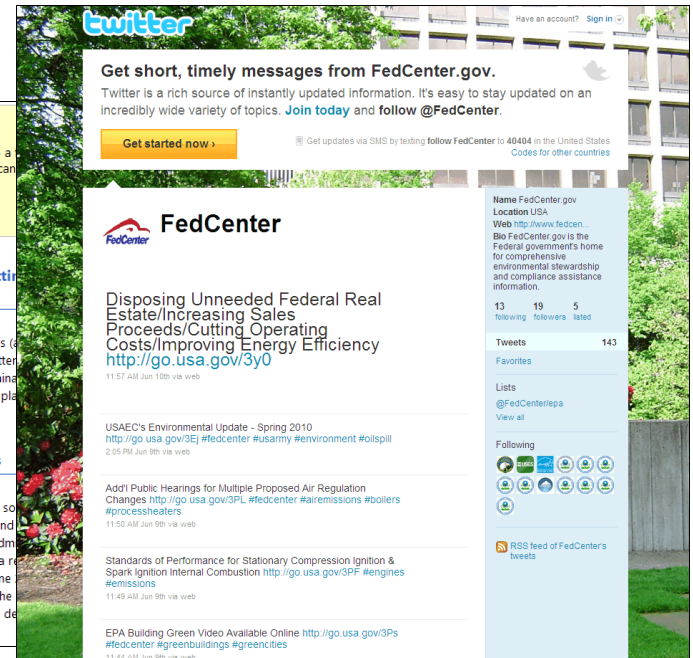 twitter
Have an account? Sign in
Get short, timely messages from FedCenter.gov.
Twitter is a rich source of instantly updated information. It's easy to stay updated on an
incredibly wide variety of topics. Join today and follow @FedCenter.
Get started now ›
Get updates via SMS by texting follow FedCenter to 40404 in the United States
Codes for other countries
FedCenter
FedCenter
Disposing Unneeded Federal Real
Estate/Increasing Sales
Proceeds/Cutting Operating
Costs/Improving Energy Efficiency
http://go.usa.gov/3y0
11:57 AM Jun 10th via web
USAEC's Environmental Update - Spring 2010
http://go.usa.gov/3Ej #fedcenter #usarmy #environment #oilspill
2:05 PM Jun 9th via web
Add'l Public Hearings for Multiple Proposed Air Regulation
Changes http://go.usa.gov/3PL #fedcenter #airemissions #boilers
#processheaters
11:50 AM Jun 9th via web
Standards of Performance for Stationary Compression Ignition &
Spark Ignition Internal Combustion http://go.usa.gov/3PF #engines
#emissions
11:49 AM Jun 9th via web
EPA Building Green Video Available Online http://go.usa.gov/3Ps
#fedcenter #greenbuildings #greencities
11:44 AM Jun 9th via web
Name FedCenter.gov
Location USA
Web http://www.fedcen...
Bio FedCenter.gov is the
Federal government's home
for comprehensive
environmental stewardship
and compliance assistance
information.
13 19 5
following followers listed
Tweets 143
Favorites
Lists
@FedCenter/epa
View all
Following
RSS feed of FedCenter's
tweets